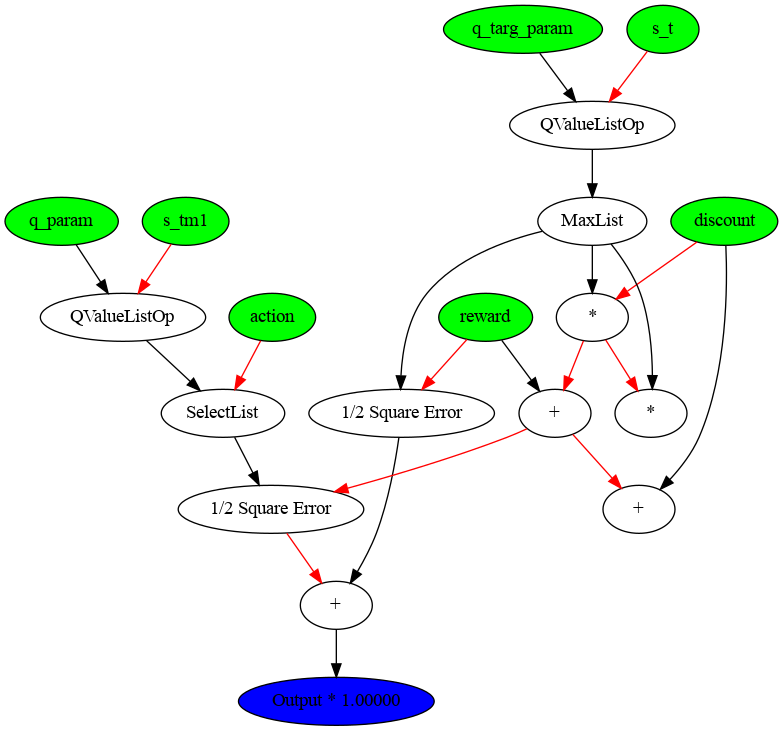 q_targ_param
s_t
QValueListOp
q_param
s_tm1
MaxList
discount
QValueListOp
action
reward
*
SelectList
1/2 Square Error
+
*
1/2 Square Error
+
+
Output * 1.00000